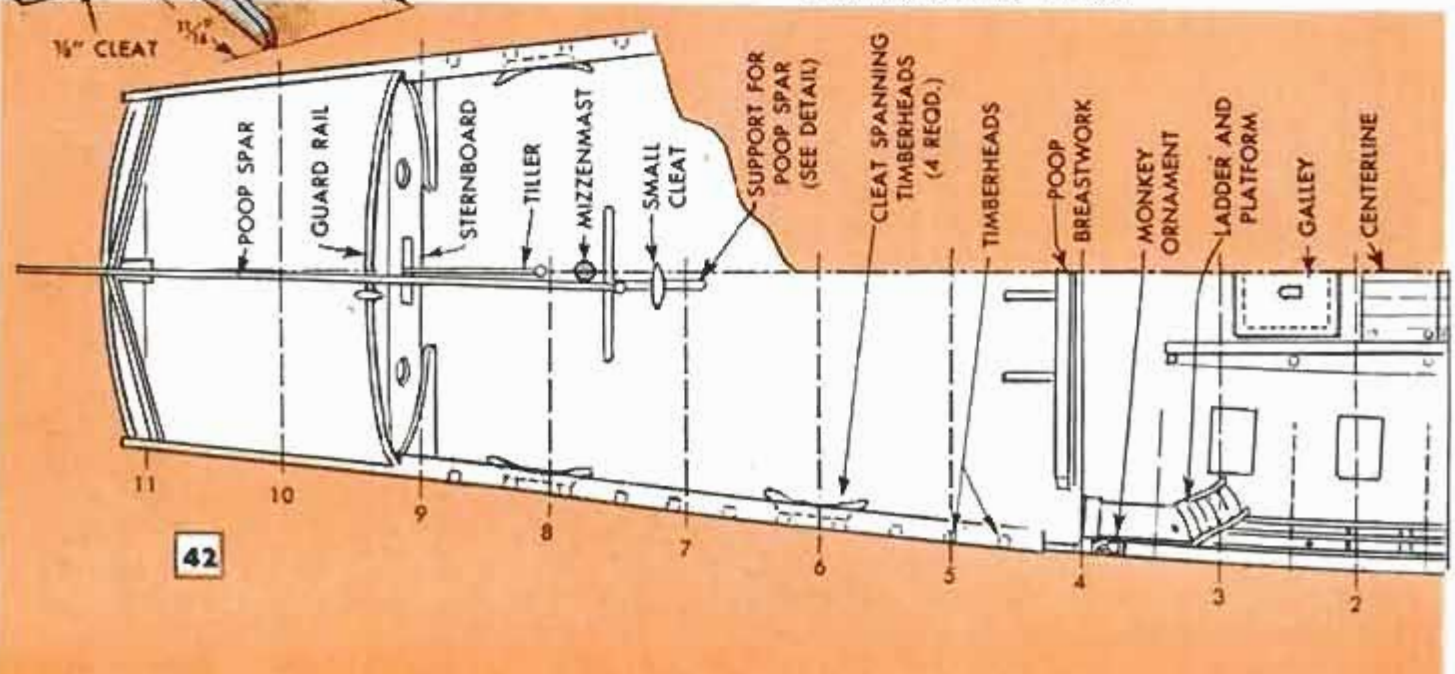 CLEAT
11/16"
POOP SPAR
GUARD RAIL
STERNBOARD
TILLER
MIZZENMAST
SMALL
CLEAT
SUPPORT FOR
POOP SPAR
(SEE DETAIL)
CLEAT SPANNING
TIMBERHEADS
(4 REQD.)
TIMBERHEADS
POOP
BREASTWORK
MONKEY
ORNAMENT
LADDER AND
PLATFORM
GALLEY
CENTERLINE
11
10
9
8
7
6
5
4
3
2
42